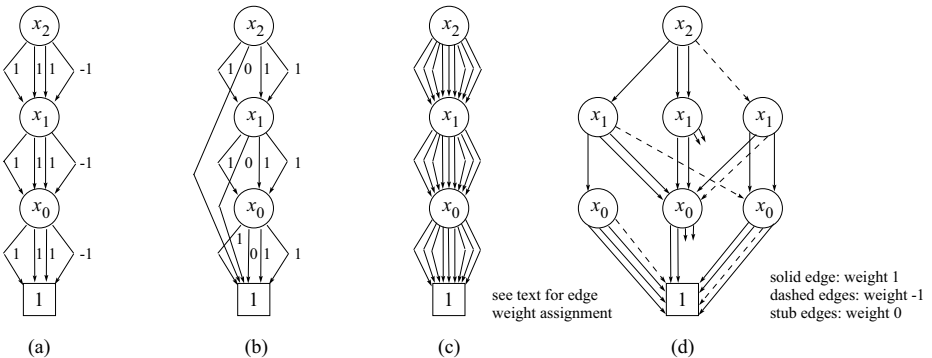 x2 x2 x2 x2
1 1 1 -1 1 0 1 1
x1 x1 x1 x1 x1 x1
1 1 1 -1 1 0 1 1
x0 x0 x0 x0 x0 x0
1 1 1 -1 1 0 1 1
1 1 1 1
see text for edge
weight assignment
solid edge: weight 1
dashed edges: weight -1
stub edges: weight 0
(a) (b) (c) (d)